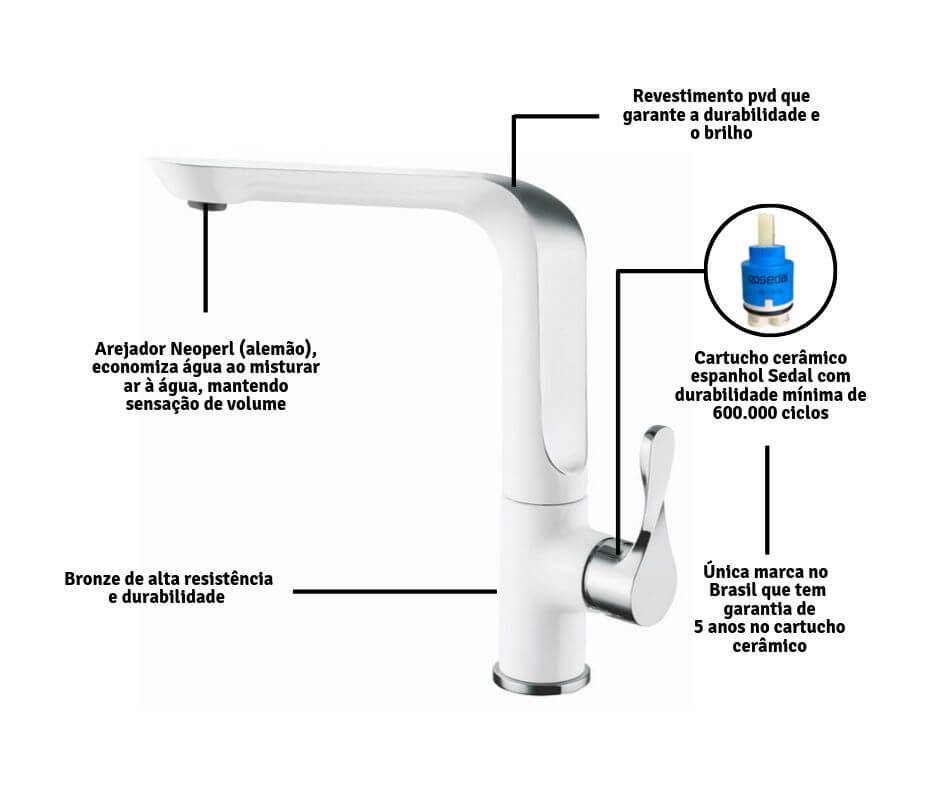 Revestimento pvd que
garante a durabilidade e
o brilho
Arejador Neoperl (alemão),
economiza água ao misturar
ar à água, mantendo
sensação de volume
Cartucho cerâmico
espanhol Sedal com
durabilidade mínima de
600.000 ciclos
Bronze de alta resistência
e durabilidade
Única marca no
Brasil que tem
garantia de
5 anos no cartucho
cerâmico